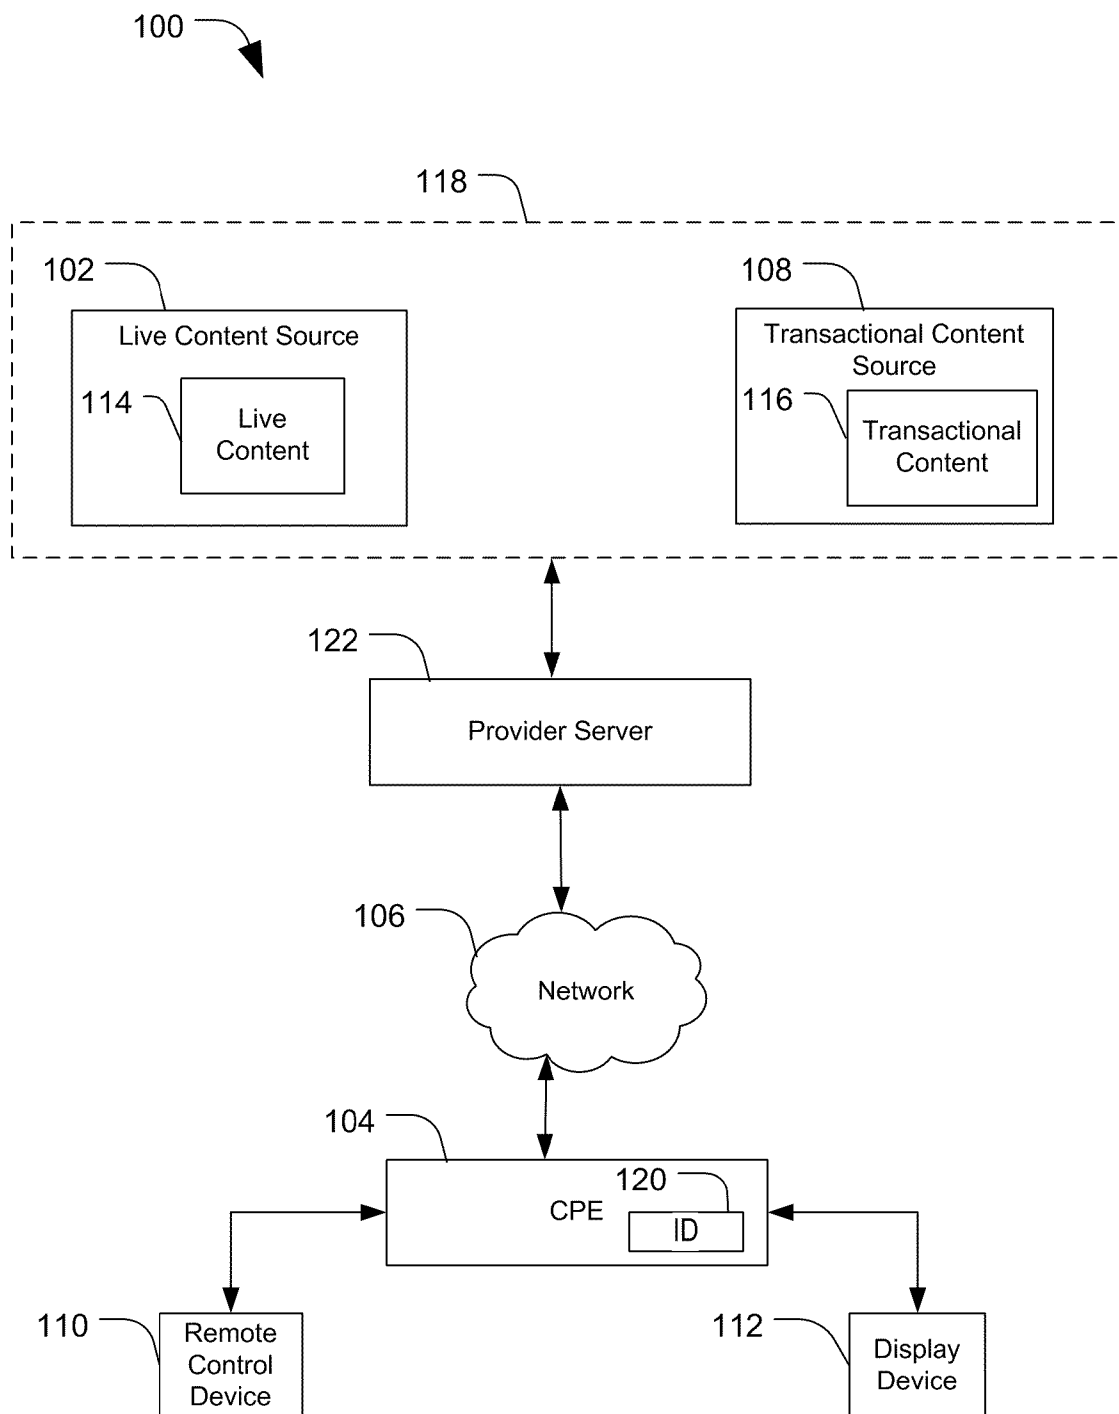 100
118
102
108
Live Content Source
Transactional Content
Source
114
Live
Content
116
Transactional
Content
122
Provider Server
106
Network
104
CPE
120
ID
110
Remote
Control
Device
112
Display
Device